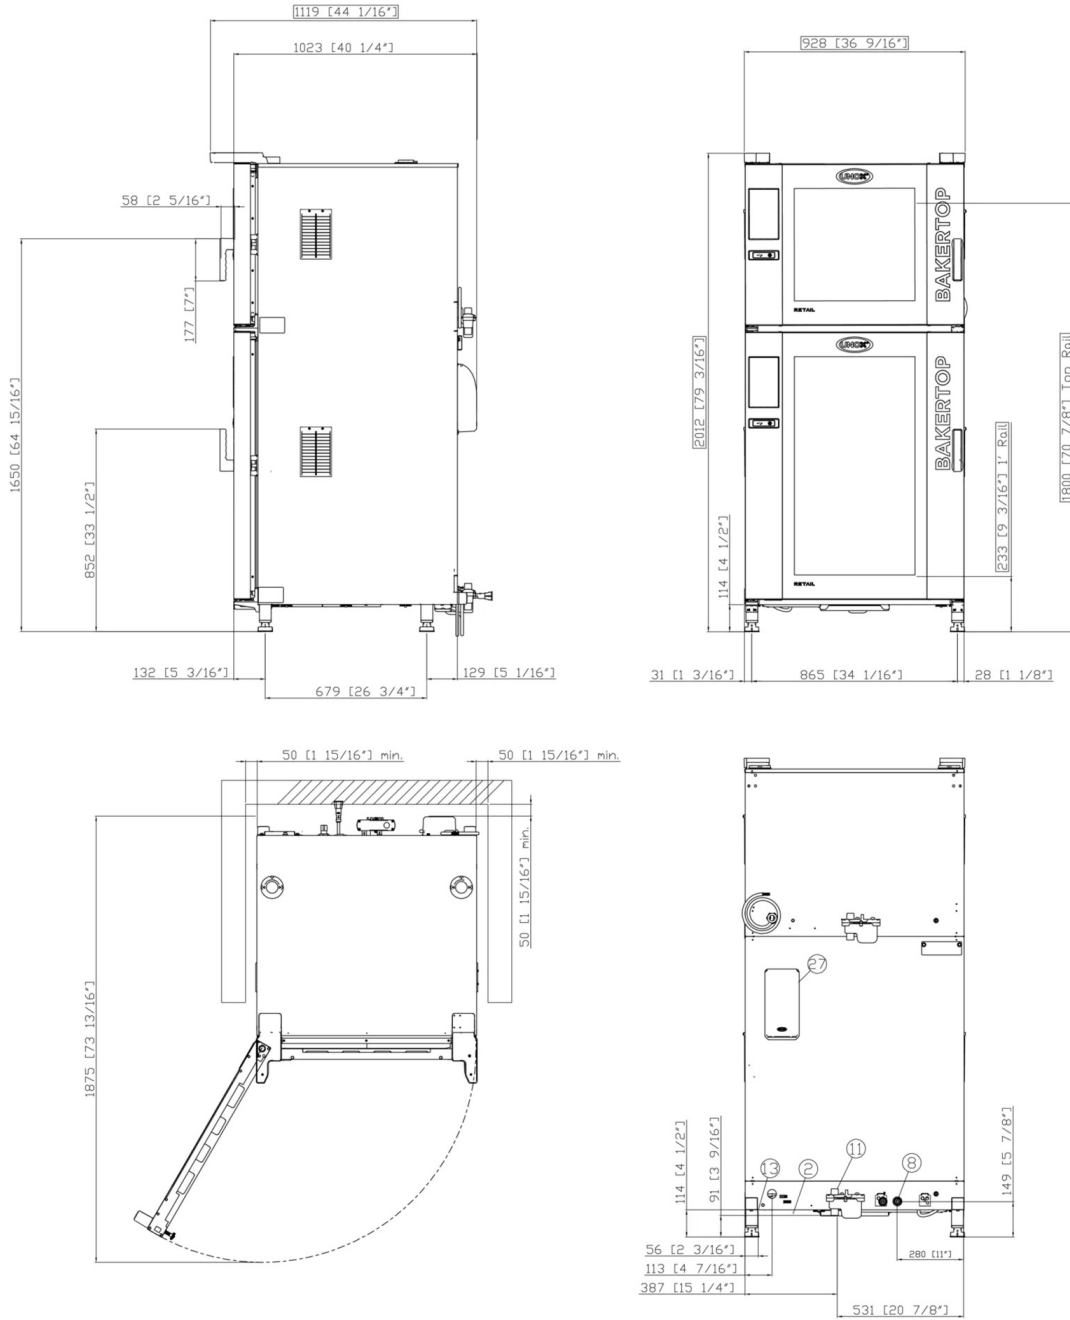 1119 [44 1/16"]
1023 [40 1/4"]
58 [2 5/16"]
177 [7"]
1650 [64 15/16"]
852 [33 1/2"]
132 [5 3/16"]
129 [5 1/16"]
679 [26 3/4"]
928 [36 9/16"]
UNOX
BAKERTOP
RETAIL
UNOX
BAKERTOP
RETAIL
2012 [79 3/16"]
1800 [70 7/8"] Top Rail
233 [9 3/16"] 1' Rail
114 [4 1/2"]
31 [1 3/16"]
865 [34 1/16"]
28 [1 1/8"]
50 [1 15/16"] min.
50 [1 15/16"] min.
50 [1 15/16"] min.
1875 [73 13/16"]
27
11
13
2
8
114 [4 1/2"]
91 [3 9/16"]
149 [5 7/8"]
56 [2 3/16"]
280 [11"]
113 [4 7/16"]
387 [15 1/4"]
531 [20 7/8"]